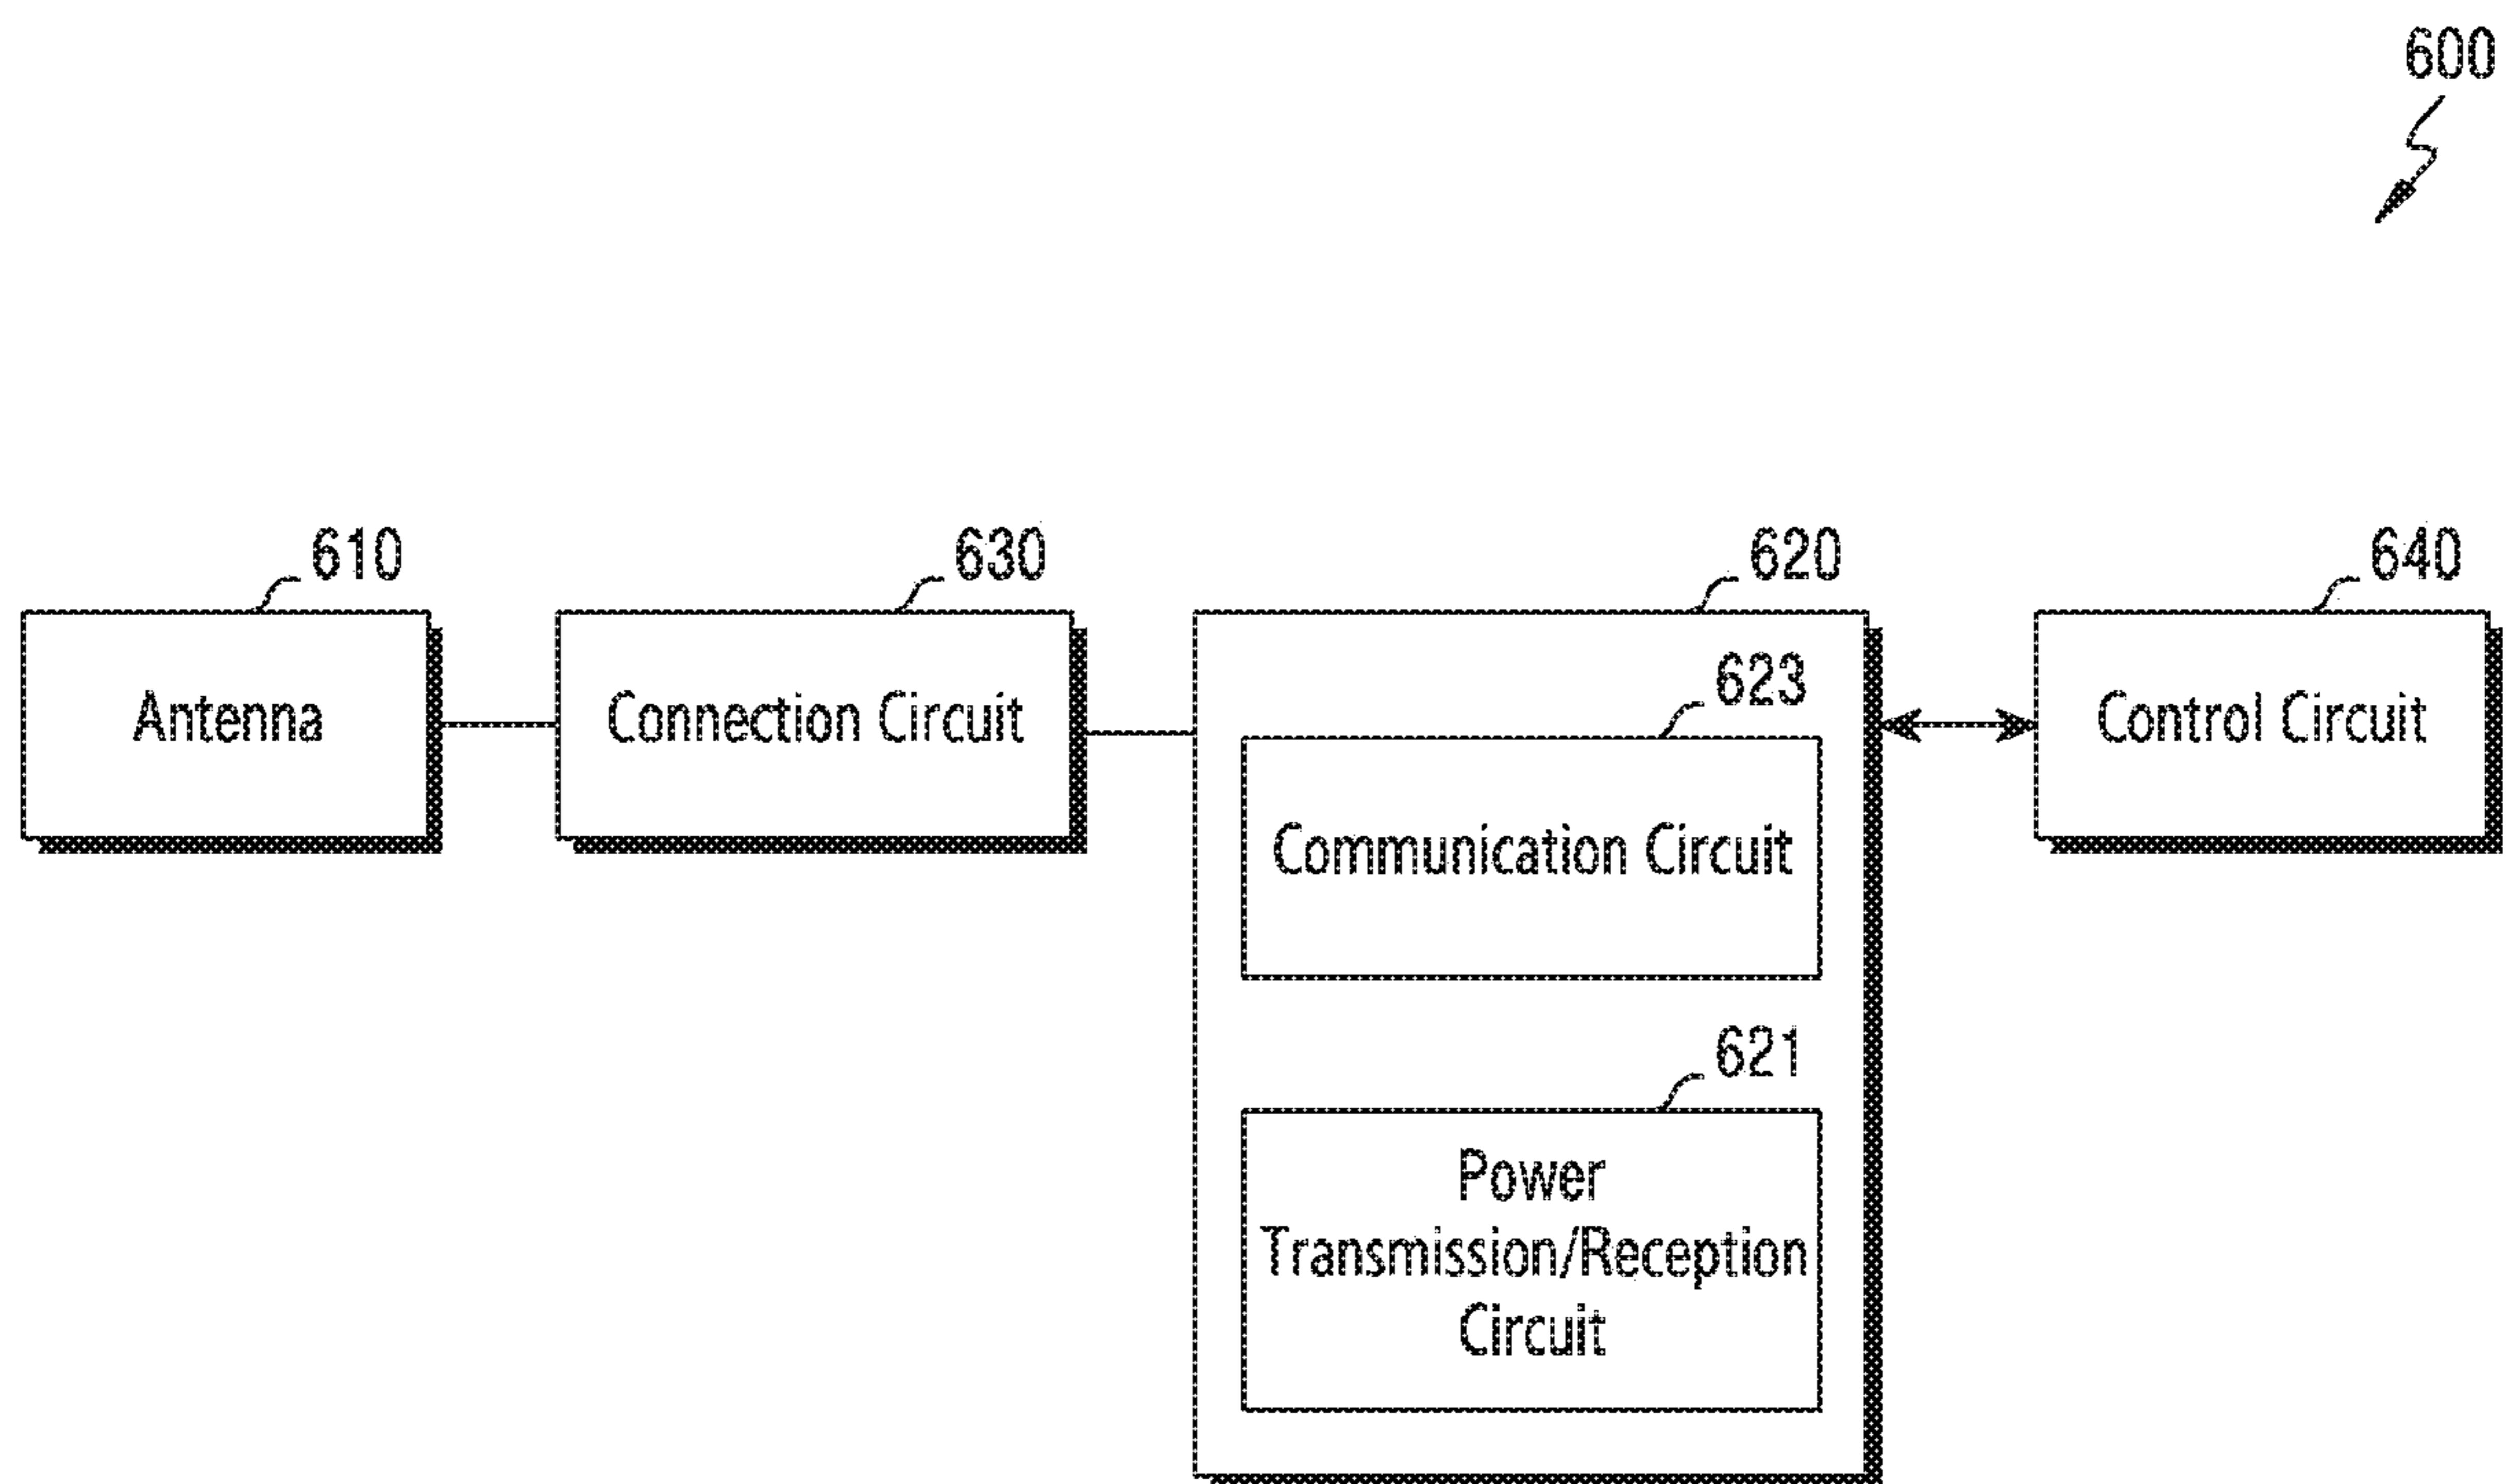 600
610
630
620
640
623
Antenna
Connection Circuit
Control Circuit
Communication Circuit
621
Power
Transmission/Reception
Circuit